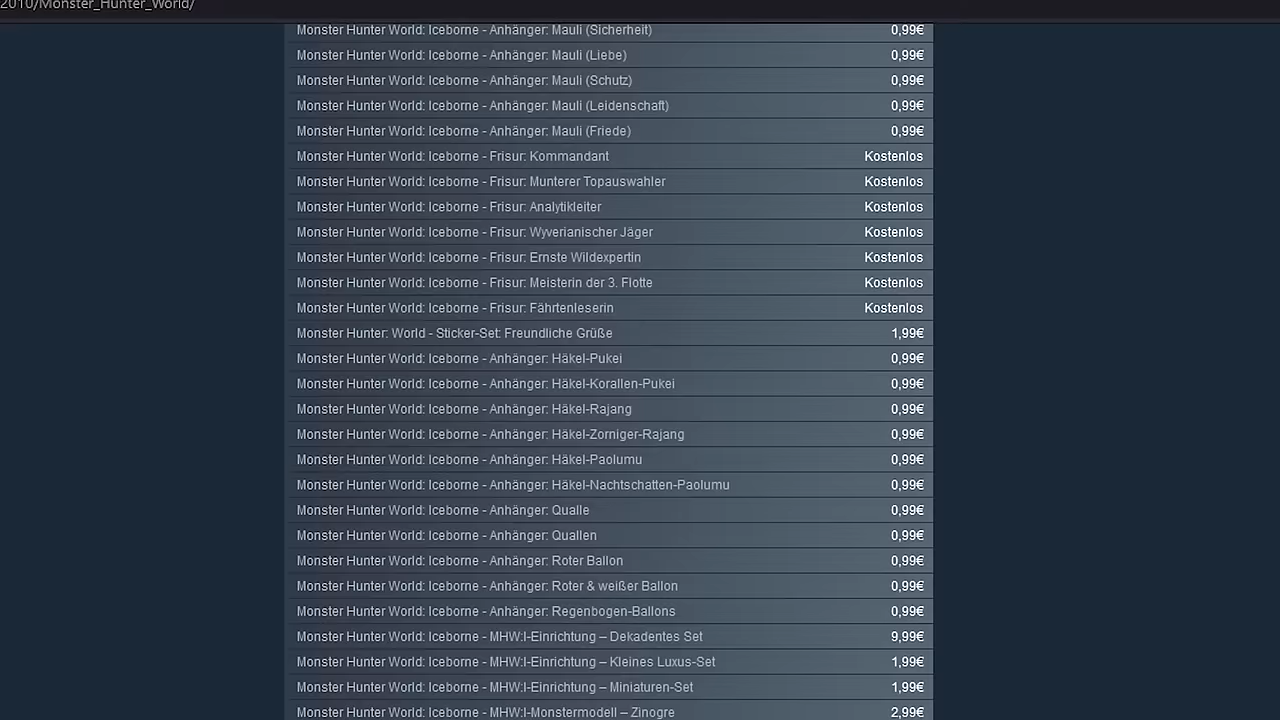 2010/Monster_Hunter_World/
Monster Hunter World: Iceborne - Anhänger: Mauli (Sicherheit) 0,99€
Monster Hunter World: Iceborne - Anhänger: Mauli (Liebe) 0,99€
Monster Hunter World: Iceborne - Anhänger: Mauli (Schutz) 0,99€
Monster Hunter World: Iceborne - Anhänger: Mauli (Leidenschaft) 0,99€
Monster Hunter World: Iceborne - Anhänger: Mauli (Friede) 0,99€
Monster Hunter World: Iceborne - Frisur: Kommandant Kostenlos
Monster Hunter World: Iceborne - Frisur: Munterer Topauswahler Kostenlos
Monster Hunter World: Iceborne - Frisur: Analytikleiter Kostenlos
Monster Hunter World: Iceborne - Frisur: Wyverianischer Jäger Kostenlos
Monster Hunter World: Iceborne - Frisur: Ernste Wildexpertin Kostenlos
Monster Hunter World: Iceborne - Frisur: Meisterin der 3. Flotte Kostenlos
Monster Hunter World: Iceborne - Frisur: Fährtenleserin Kostenlos
Monster Hunter: World - Sticker-Set: Freundliche Grüße 1,99€
Monster Hunter World: Iceborne - Anhänger: Häkel-Pukei 0,99€
Monster Hunter World: Iceborne - Anhänger: Häkel-Korallen-Pukei 0,99€
Monster Hunter World: Iceborne - Anhänger: Häkel-Rajang 0,99€
Monster Hunter World: Iceborne - Anhänger: Häkel-Zorniger-Rajang 0,99€
Monster Hunter World: Iceborne - Anhänger: Häkel-Paolumu 0,99€
Monster Hunter World: Iceborne - Anhänger: Häkel-Nachtschatten-Paolumu 0,99€
Monster Hunter World: Iceborne - Anhänger: Qualle 0,99€
Monster Hunter World: Iceborne - Anhänger: Quallen 0,99€
Monster Hunter World: Iceborne - Anhänger: Roter Ballon 0,99€
Monster Hunter World: Iceborne - Anhänger: Roter & weißer Ballon 0,99€
Monster Hunter World: Iceborne - Anhänger: Regenbogen-Ballons 0,99€
Monster Hunter World: Iceborne - MHW:I-Einrichtung – Dekadentes Set 9,99€
Monster Hunter World: Iceborne - MHW:I-Einrichtung – Kleines Luxus-Set 1,99€
Monster Hunter World: Iceborne - MHW:I-Einrichtung – Miniaturen-Set 1,99€
Monster Hunter World: Iceborne - MHW:I-Monstermodell – Zinogre 2,99€